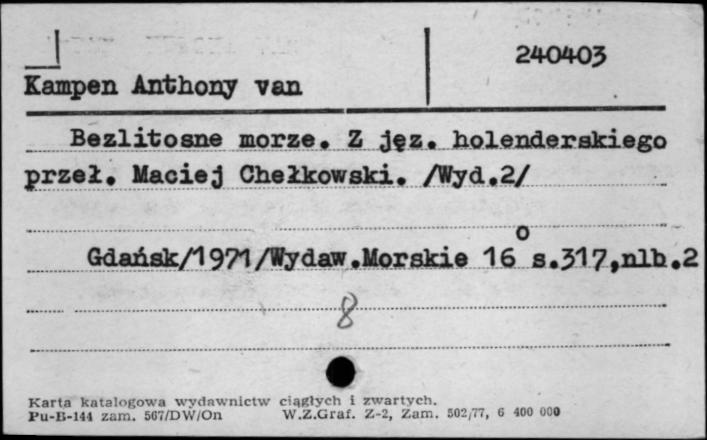 240403
Kampen Anthony van
Bezlitosne morze. Z jęz. holenderskiego
przeł. Maciej Chełkowski. /Wyd.2/
Gdańsk/1971/Wydaw.Morskie 16° s.317,nlb.2
8
Karta katalogowa wydawnictw ciągłych i zwartych.
Pu-B-144 zam. 567/DW/On W.Z.Graf. Z-2, Zam. 502/77, 6 400 000